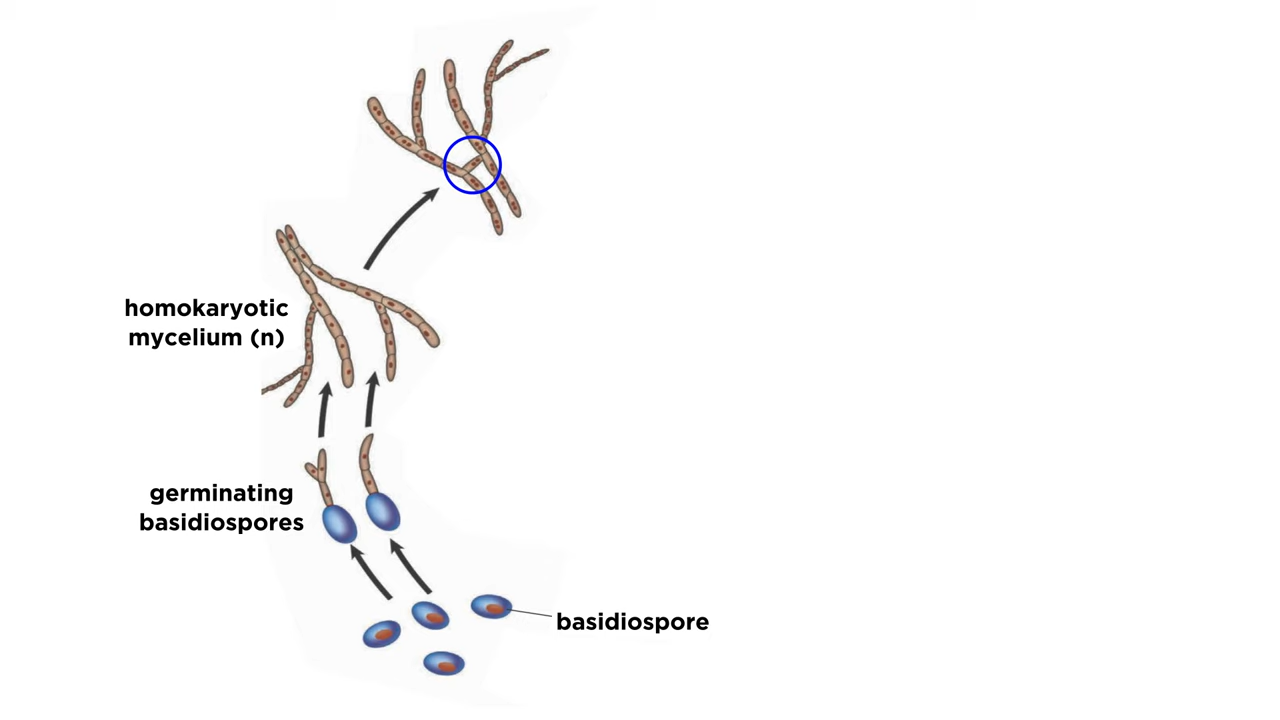 homokaryotic
mycelium (n)
germinating
basidiospores
basidiospore